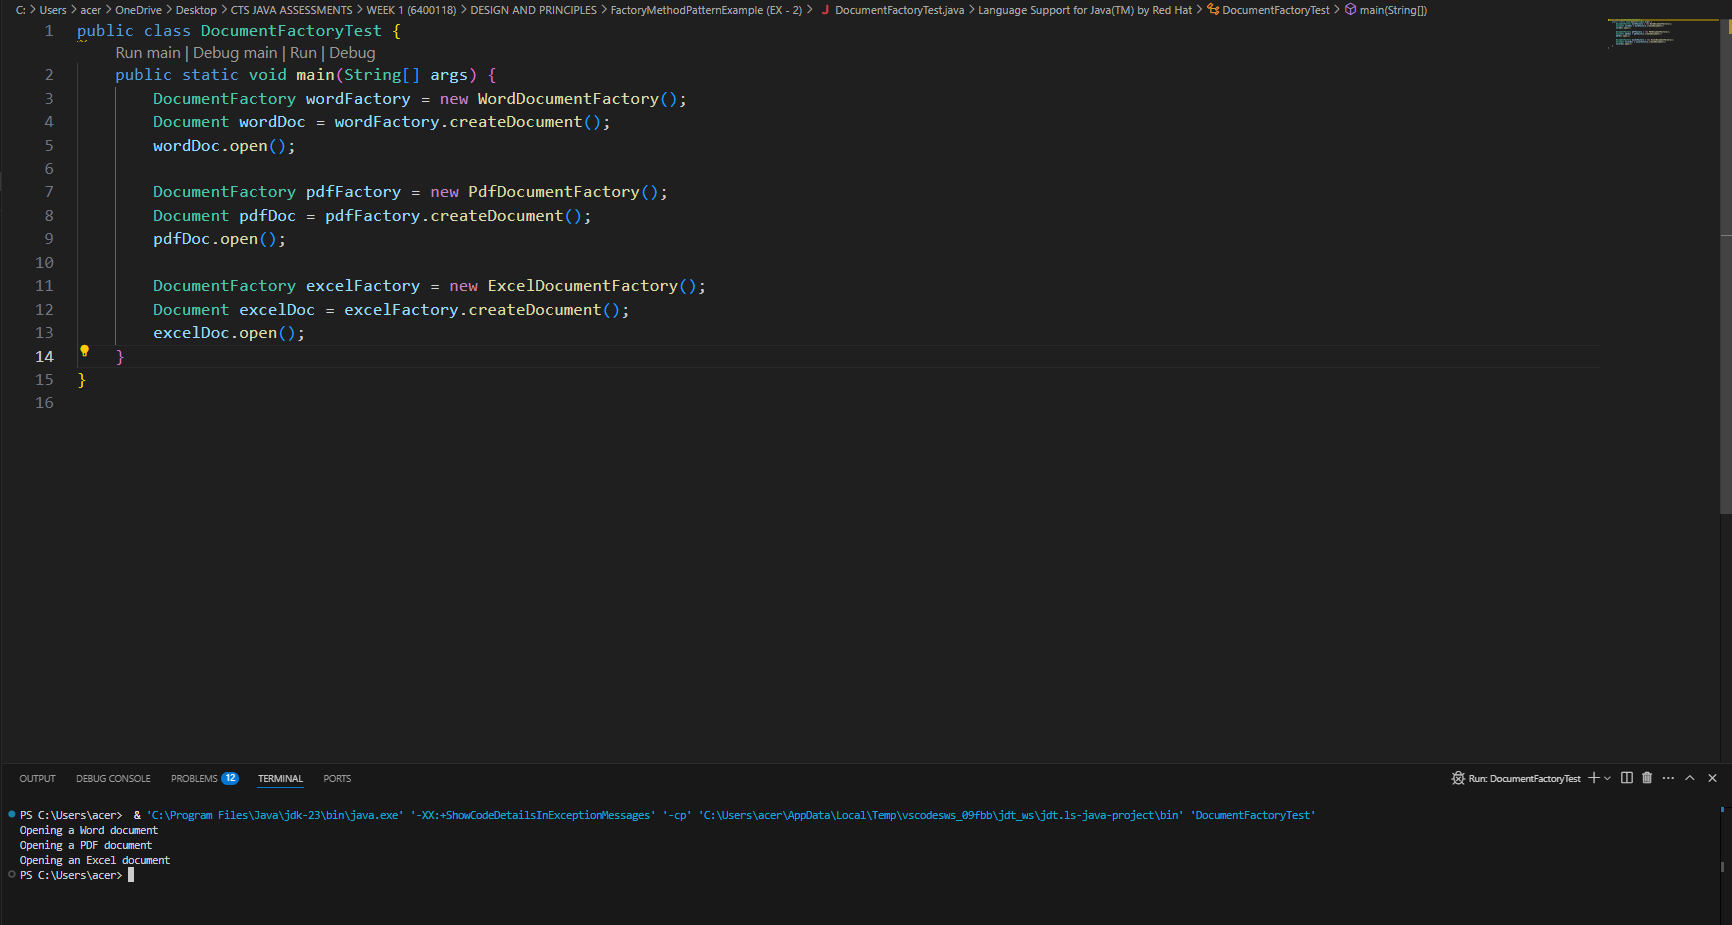 C: > Users > acer > OneDrive > Desktop > CTS JAVA ASSESSMENTS > WEEK 1 (6400118) > DESIGN AND PRINCIPLES > FactoryMethodPatternExample (EX - 2) > J DocumentFactoryTest.java > Language Support for Java(TM) by Red Hat > DocumentFactoryTest > main(String[])
1 public class DocumentFactoryTest {
Run main | Debug main | Run | Debug
2 public static void main(String[] args) {
3 DocumentFactory wordFactory = new WordDocumentFactory();
4 Document wordDoc = wordFactory.createDocument();
5 wordDoc.open();
6
7 DocumentFactory pdfFactory = new PdfDocumentFactory();
8 Document pdfDoc = pdfFactory.createDocument();
9 pdfDoc.open();
10
11 DocumentFactory excelFactory = new ExcelDocumentFactory();
12 Document excelDoc = excelFactory.createDocument();
13 excelDoc.open();
14 }
15 }
16
OUTPUT DEBUG CONSOLE PROBLEMS 12 TERMINAL PORTS Run: DocumentFactoryTest
PS C:\Users\acer> & 'C:\Program Files\Java\jdk-23\bin\java.exe' '-XX:+ShowCodeDetailsInExceptionMessages' '-cp' 'C:\Users\acer\AppData\Local\Temp\vscodesws_09fbb\jdt_ws\jdt.ls-java-project\bin' 'DocumentFactoryTest'
Opening a Word document
Opening a PDF document
Opening an Excel document
PS C:\Users\acer>